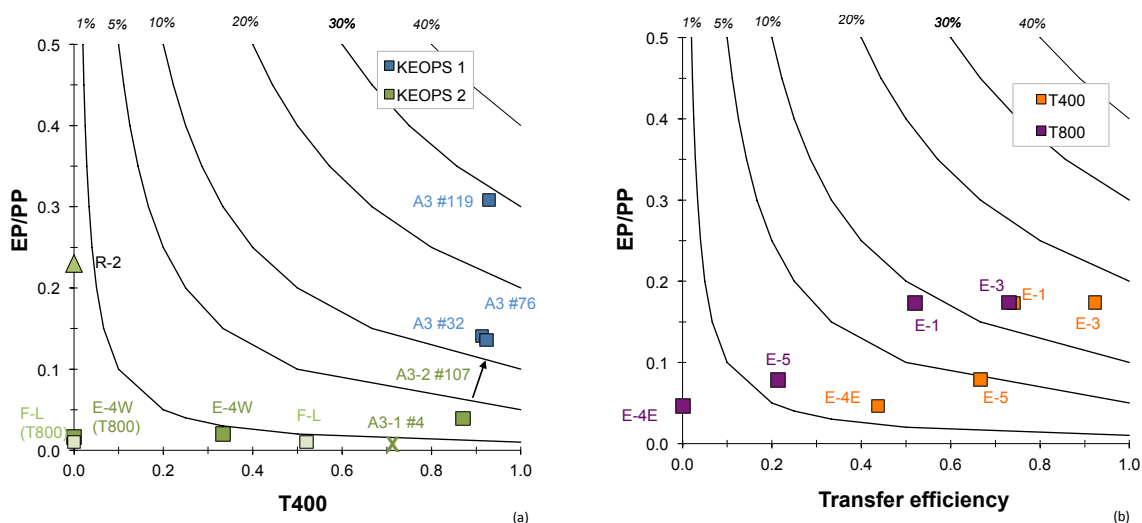 1% 5% 10% 20% 30% 40%
0.5
KEOPS 1
KEOPS 2
0.4
EP/PP
0.3
A3 #119
R-2
0.2
A3 #76
A3 #32
0.1
A3-2 #107
F-L
(T800)
E-4W
(T800)
E-4W
F-L
A3-1 #4
0.0
0.0 0.2 0.4 0.6 0.8 1.0
T400
(a)
1% 5% 10% 20% 30% 40%
0.5
T400
T800
0.4
EP/PP
0.3
0.2
E-3
E-1
E-1
E-3
0.1
E-5
E-5
E-4E
E-4E
0.0
0.0 0.2 0.4 0.6 0.8 1.0
Transfer efficiency
(b)